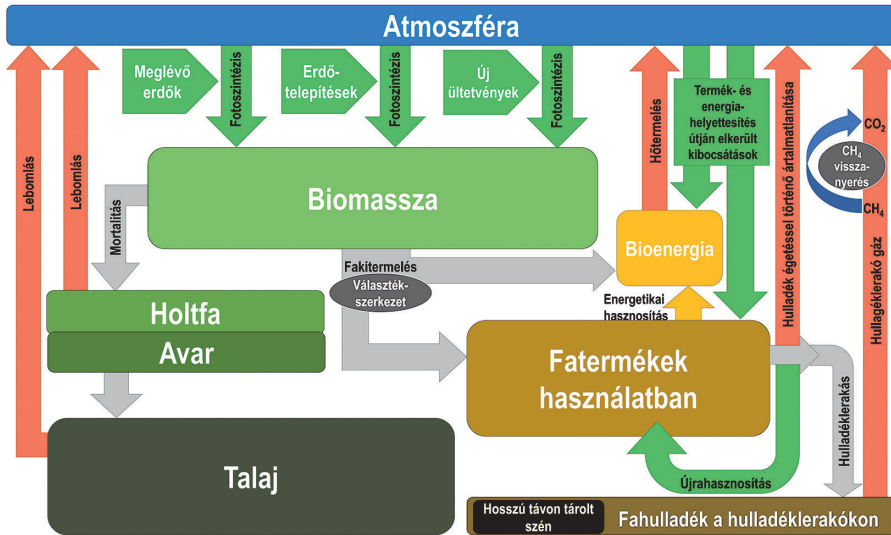 Atmoszféra
Meglévő
erdők
Fotoszintézis
Erdő-
telepítések
Fotoszintézis
Új
ültetvények
Fotoszintézis
Hőtermelés
Termék- és
energia-
helyettesítés
útján elkerült
kibocsátások
Hulladék égetéssel történő ártalmatlanítása
CO₂
CH₄
vissza-
nyerés
CH₄
Hullagéklerakó gáz
Lebomlás
Lebomlás
Biomassza
Mortalitás
Bioenergia
Fakitermelés
Választék-
szerkezet
Energetikai
hasznosítás
Holtfa
Avar
Fatermékek
használatban
Hulladéklerakás
Talaj
Újrahasznosítás
Hosszú távon tárolt
szén
Fahulladék a hulladéklerakókon